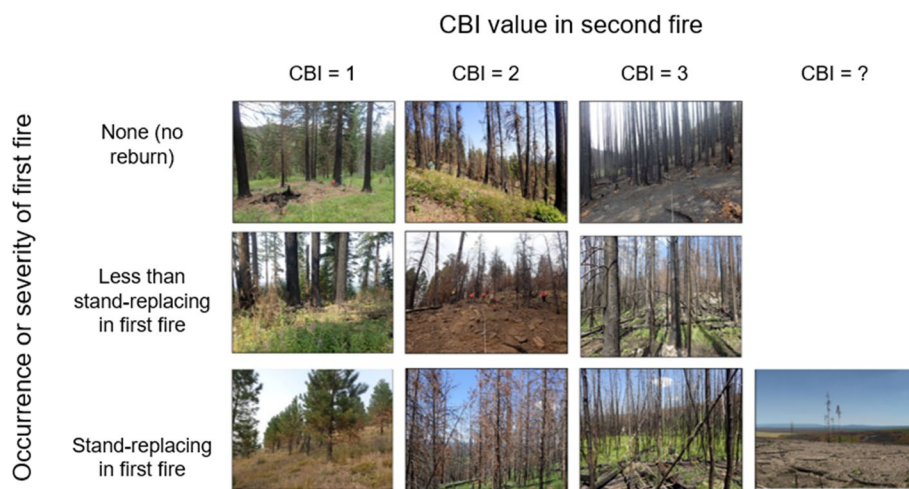 CBI value in second fire
CBI = 1
CBI = 2
CBI = 3
CBI = ?
Occurrence or severity of first fire
None (no
reburn)
Less than
stand-replacing
in first fire
Stand-replacing
in first fire